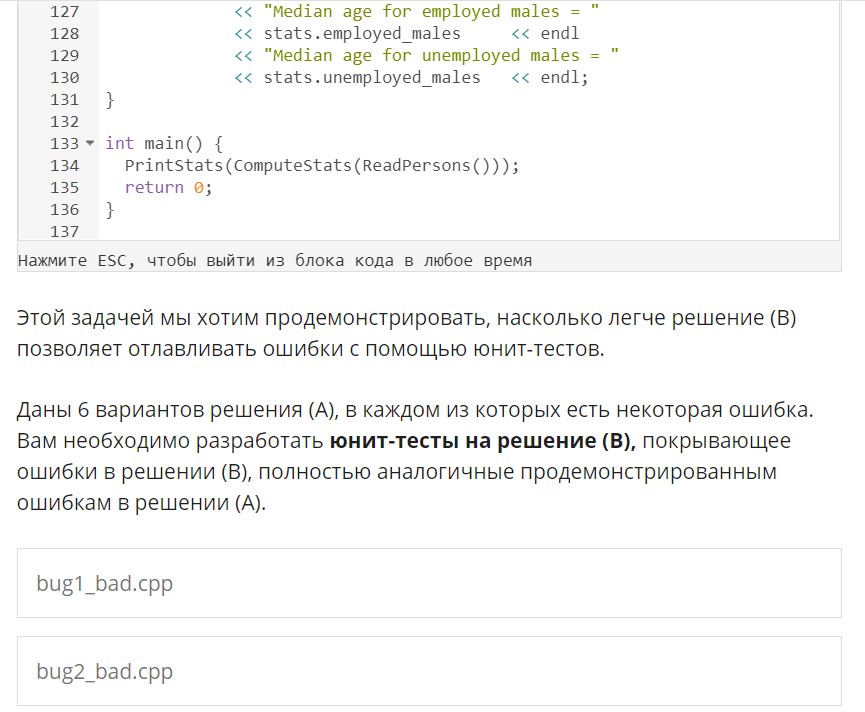 127 << "Median age for employed males = "
128 << stats.employed_males << endl
129 << "Median age for unemployed males = "
130 << stats.unemployed_males << endl;
131 }
132
133 int main() {
134 PrintStats(ComputeStats(ReadPersons()));
135 return 0;
136 }
137
Нажмите ESC, чтобы выйти из блока кода в любое время
Этой задачей мы хотим продемонстрировать, насколько легче решение (B)
позволяет отлавливать ошибки с помощью юнит-тестов.
Даны 6 вариантов решения (A), в каждом из которых есть некоторая ошибка.
Вам необходимо разработать юнит-тесты на решение (B), покрывающее
ошибки в решении (B), полностью аналогичные продемонстрированным
ошибкам в решении (A).
bug1_bad.cpp
bug2_bad.cpp